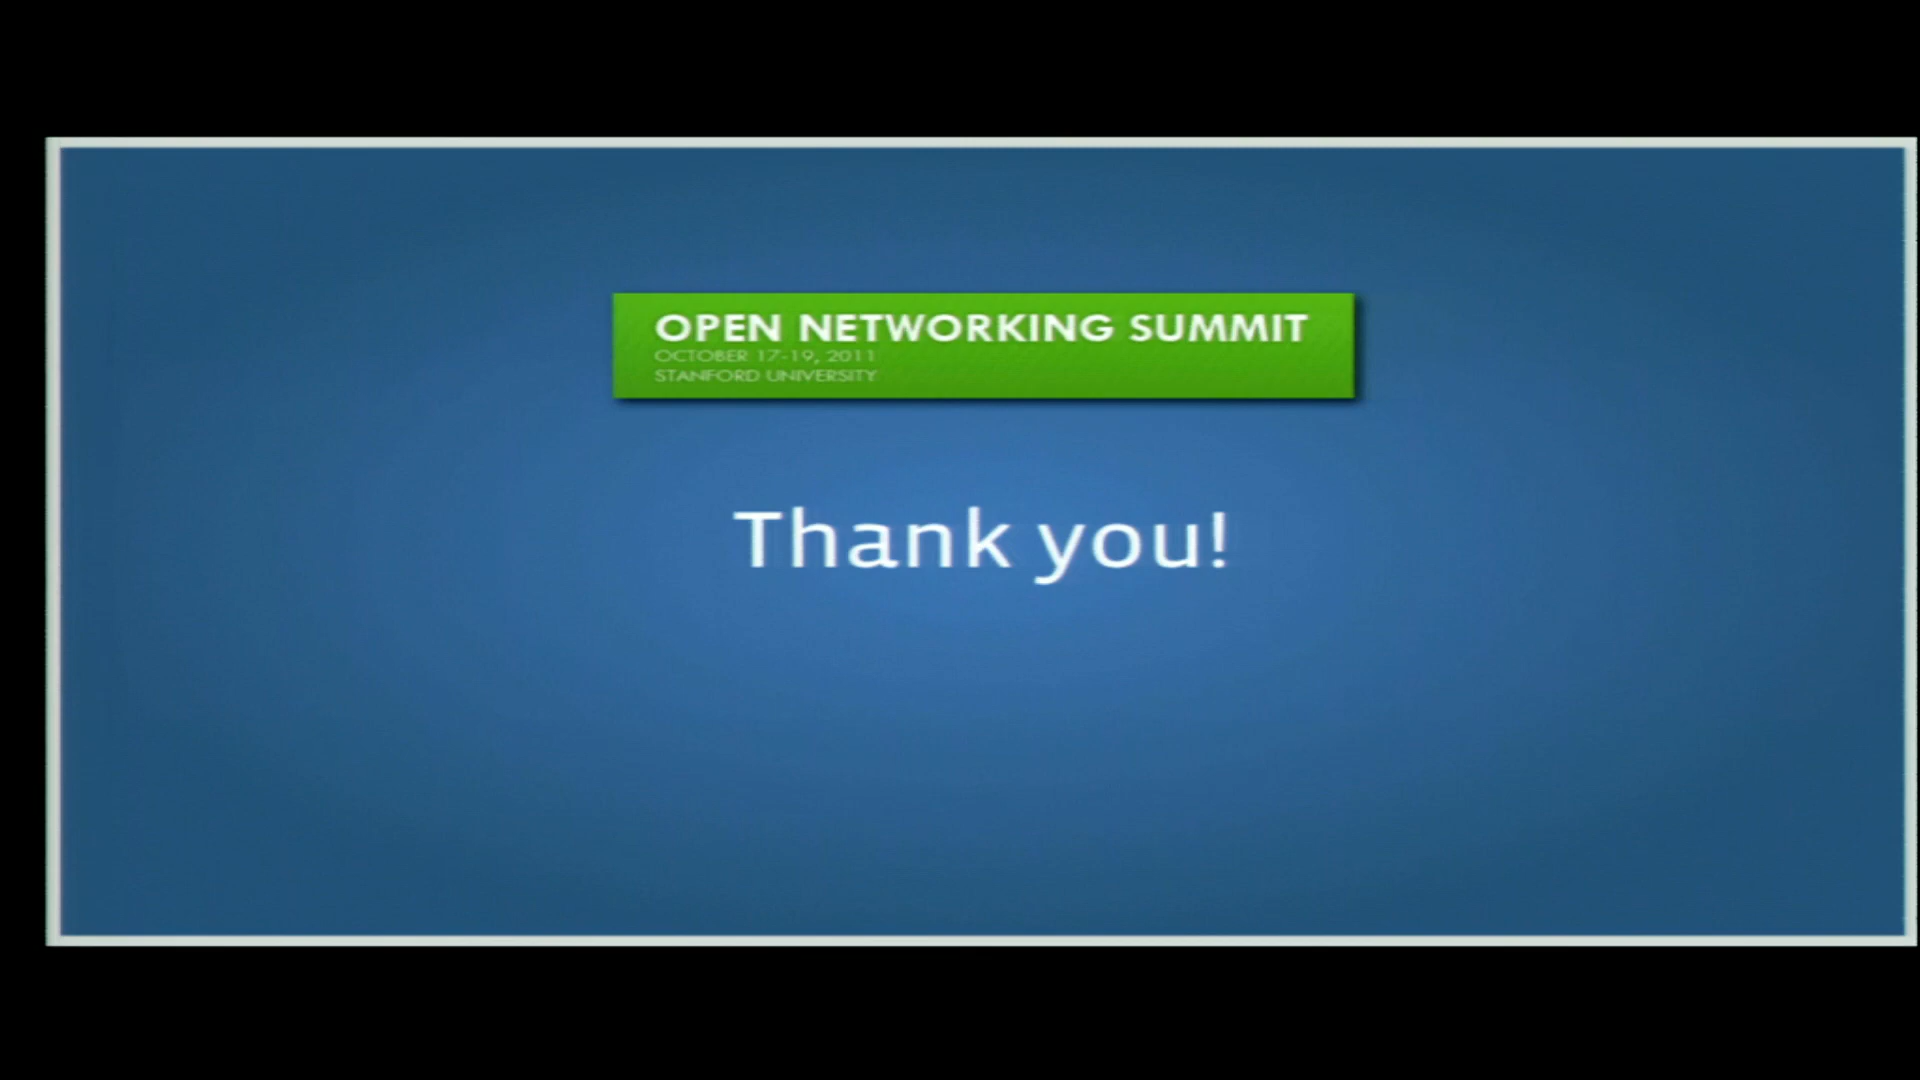 OPEN NETWORKING SUMMIT
OCTOBER 17-19, 2011
STANFORD UNIVERSITY
Thank you!